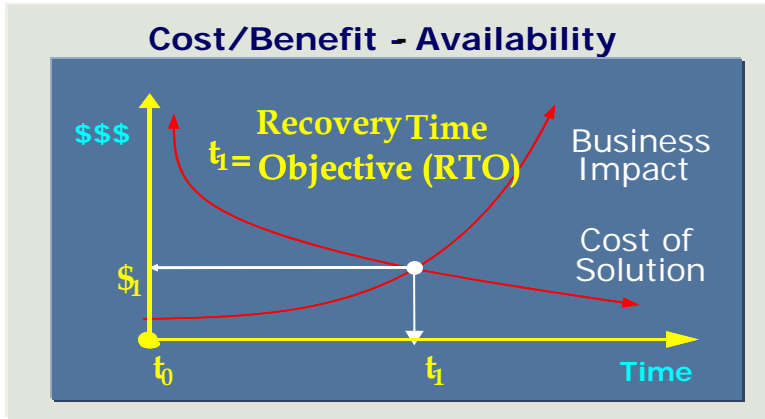 Cost/Benefit - Availability
$$$
Recovery Time
t1= Objective (RTO)
Business
Impact
Cost of
Solution
$1
t0
t1
Time